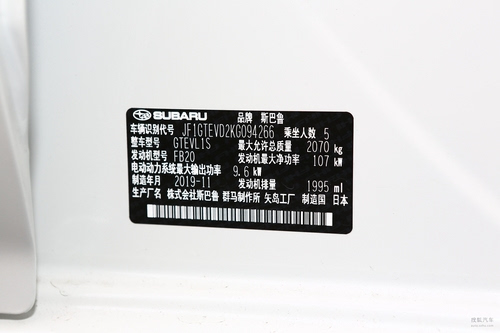 SUBARU 品牌 斯巴鲁
车辆识别代号 JF1GTEVD2KG094266 乘坐人数 5
整车型号 GTEVL1S 最大允许总质量 2070 kg
发动机型号 FB20 发动机最大净功率 107 kW
电动动力系统最大输出功率 9.6 kW
制造年月 2019-11 发动机排量 1995 ml
生产厂名 株式会社斯巴鲁 群马制作所 矢岛工厂 制造国 日本
搜狐汽车